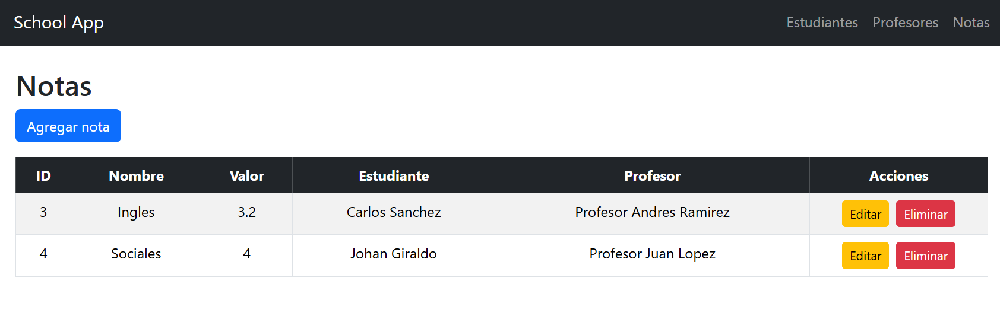 School App Estudiantes Profesores Notas
Notas
Agregar nota
ID Nombre Valor Estudiante Profesor Acciones
3 Ingles 3.2 Carlos Sanchez Profesor Andres Ramirez Editar Eliminar
4 Sociales 4 Johan Giraldo Profesor Juan Lopez Editar Eliminar